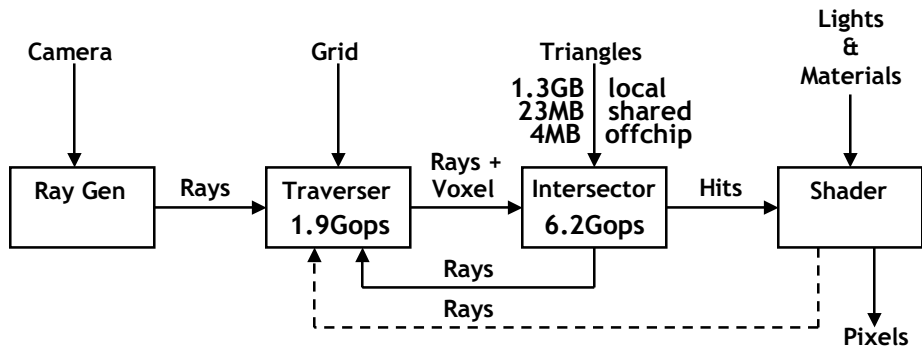 Lights
&
Materials
Camera
Grid
Triangles
1.3GB local
23MB shared
4MB offchip
Ray Gen
Rays
Traverser
1.9Gops
Rays +
Voxel
Intersector
6.2Gops
Hits
Shader
Rays
Rays
Pixels